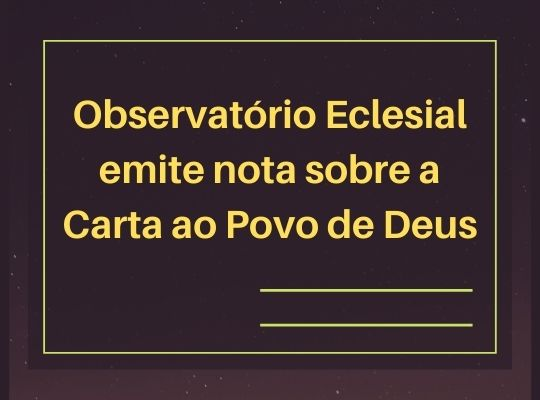 Observatório Eclesial
emite nota sobre a
Carta ao Povo de Deus